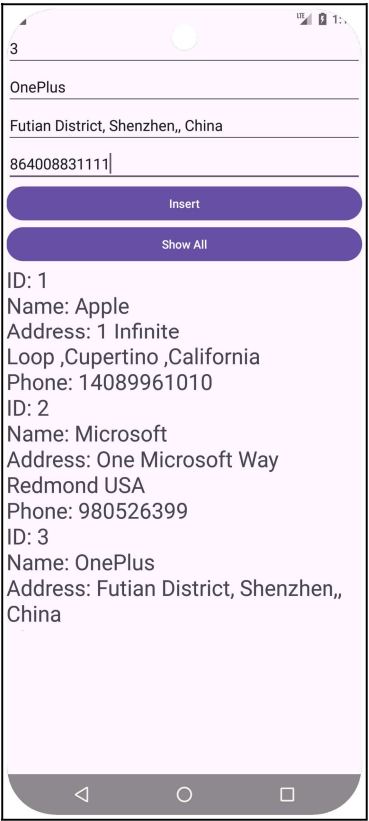 LTE
3
OnePlus
Futian District, Shenzhen,, China
864008831111
Insert
Show All
ID: 1
Name: Apple
Address: 1 Infinite
Loop ,Cupertino ,California
Phone: 14089961010
ID: 2
Name: Microsoft
Address: One Microsoft Way
Redmond USA
Phone: 980526399
ID: 3
Name: OnePlus
Address: Futian District, Shenzhen,,
China